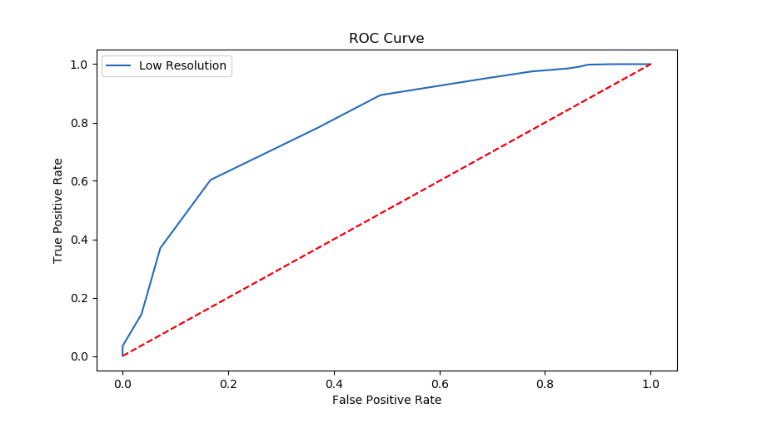 ROC Curve
Low Resolution
True Positive Rate
1.0
0.8
0.6
0.4
0.2
0.0
0.0 0.2 0.4 0.6 0.8 1.0
False Positive Rate